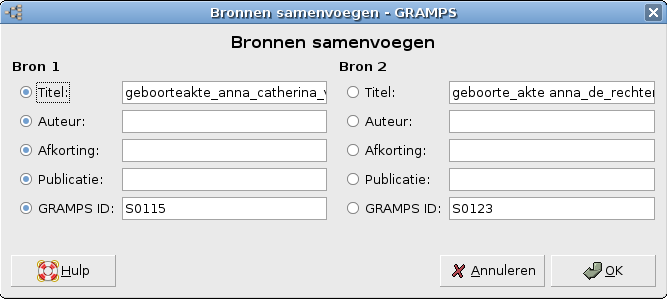 Bronnen samenvoegen - GRAMPS
Bronnen samenvoegen
Bron 1 Bron 2
Titel: geboorteakte_anna_catherina_ Titel: geboorte_akte anna_de_rechter
Auteur: Auteur:
Afkorting: Afkorting:
Publicatie: Publicatie:
GRAMPS ID: S0115 GRAMPS ID: S0123
Hulp Annuleren OK